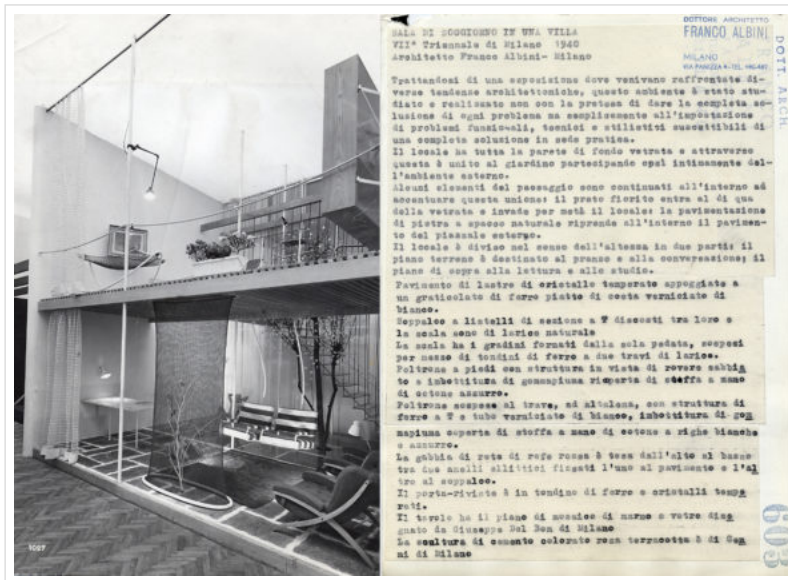 SALA DI SOGGIORNO IN UNA VILLA
VII^ Triennale di Milano 1940
Architetto Franco Albini- Milano
DOTTORE ARCHITETTO
FRANCO ALBINI
MILANO
VIA PANIZZA 4 - TEL.
DOTT. ARCH.
Trattandosi di una esposizione dove venivano raffrontate di-
verse tendenze architettoniche, questo ambiente è stato stu-
diato e realizzato non con la pretesa di dare la completa so-
luzione di ogni problema ma semplicemente all'impostazione
di problemi funzionali, tecnici e stilistici suscettibili di
una completa soluzione in sede pratica.
Il locale ha tutta la parete di fondo vetrata e attraverso
questa è unito al giardino partecipando così intimamente del-
l'ambiente esterno.
Alcuni elementi del paesaggio sono continuati all'interno ad
accentuare questa unione: il prato fiorito entra al di qua
della vetrata e invade per metà il locale: la pavimentazione
di pietra a spacco naturale riprende all'interno il pavimen-
to del piazzale esterno.
Il locale è diviso nel senso dell'altezza in due parti: il
piano terreno è destinato al pranzo e alla conversazione; il
piano di sopra alla lettura e allo studio.
Pavimento di lastre di cristallo temperato appoggiate a
un graticolato di ferro piatto di costa verniciato di
bianco.
Soppalco a listelli di sezione a T discosti tra loro e
la scala sono di larice naturale
La scala ha i gradini formati dalla sola pedata, sospesi
per mezzo di tondini di ferro a due travi di larice.
Poltrone a piedi con struttura in vista di rovere sabbia
to e imbottitura di gommapiuma ricoperta di stoffa a mano
di cotone azzurro.
Poltrone sospese al trave, ad altalena, con struttura di
ferro a T e tubo verniciato di bianco, imbottitura di gom
mapiuma coperta di stoffa a mano di cotone a righe bianche
e azzurro.
La gabbia di rete di refe rossa è tesa dall'alto al basso
tra due anelli ellittici fissati l'uno al pavimento e l'al
tro al soppalco.
Il porta-riviste è in tondino di ferro e cristalli tempe
rati.
Il tavolo ha il piano di mosaico di marmo e vetro dise
gnato da Giuseppe Del Bon di Milano
La scultura di cemento colorato rosa terracotta è di Ge
ni di Milano
603
1027